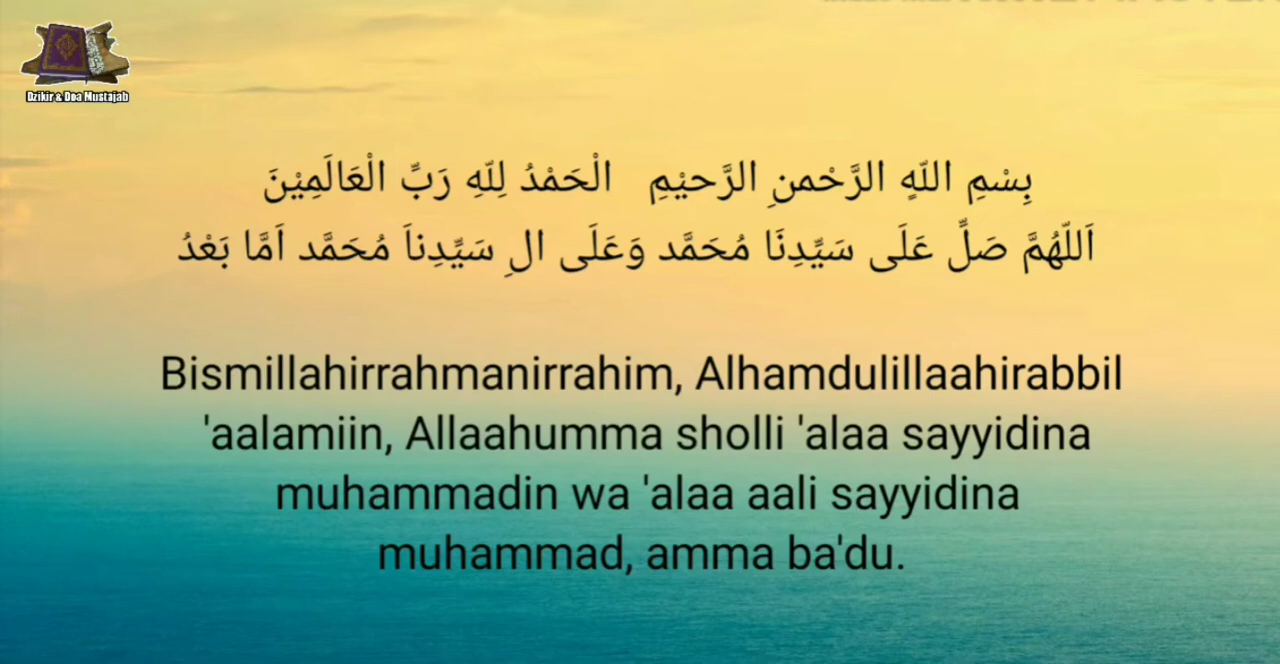 Dzikir & Doa Mustajab
بِسْمِ اللّهِ الرَّحْمنِ الرَّحيْمِ الْحَمْدُ لِلّهِ رَبِّ الْعَالَمِيْنَ
اَللّهُمَّ صَلِّ عَلَى سَيِّدِنَا مُحَمَّد وَعَلَى الِ سَيِّدِناَ مُحَمَّد اَمَّا بَعْدُ
Bismillahirrahmanirrahim, Alhamdulillaahirabbil
'aalamiin, Allaahumma sholli 'alaa sayyidina
muhammadin wa 'alaa aali sayyidina
muhammad, amma ba'du.